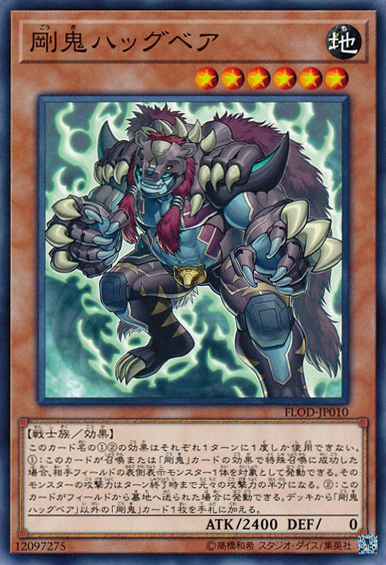 剛鬼ハッグベア
ごう き
地
FLOD-JP010
【戦士族/効果】
このカード名の①②の効果はそれぞれ1ターンに1度しか使用できない。
①:このカードが召喚または「剛鬼」カードの効果で特殊召喚に成功した
場合、相手フィールドの表側表示モンスター1体を対象として発動できる。その
モンスターの攻撃力はターン終了時まで元々の攻撃力の半分になる。②:この
カードがフィールドから墓地へ送られた場合に発動できる。デッキから「剛鬼
ハッグベア」以外の「剛鬼」カード1枚を手札に加える。
ATK/2400 DEF/ 0
12097275
©高橋和希 スタジオ・ダイス/集英社